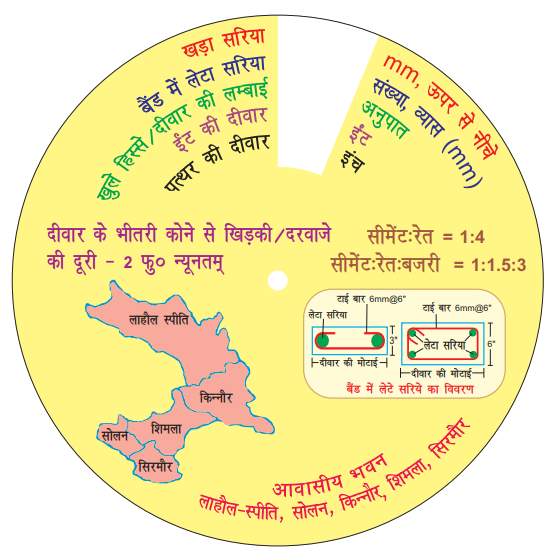 खड़ा सरिया
बैंड में लेटा सरिया
खुले हिस्से/दीवार की लम्बाई
ईंट की दीवार
पत्थर की दीवार
mm, ऊपर से नीचे
संख्या, व्यास (mm)
अनुपात
ईंट
इंच
दीवार के भीतरी कोने से खिड़की/दरवाजे
की दूरी - 2 फु० न्यूनतम्
सीमेंटःरेत = 1:4
सीमेंटःरेतःबजरी = 1:1.5:3
लाहौल स्पीति
किन्नौर
शिमला
सोलन
सिरमौर
टाई बार 6mm@6"
लेटा सरिया
3"
दीवार की मोटाई
टाई बार 6mm@6"
लेटा सरिया
6"
दीवार की मोटाई
बैंड में लेटे सरिये का विवरण
आवासीय भवन
लाहौल-स्पीति, सोलन, किन्नौर, शिमला, सिरमौर